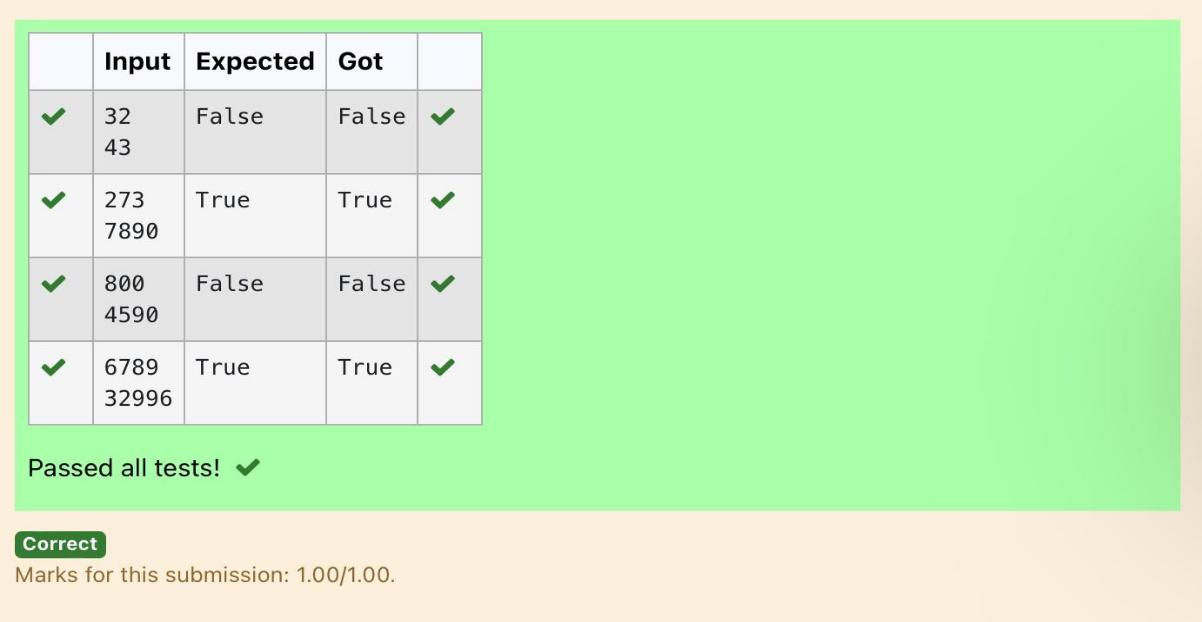 Input Expected Got
32 False False
43
273 True True
7890
800 False False
4590
6789 True True
32996
Passed all tests!
Correct
Marks for this submission: 1.00/1.00.